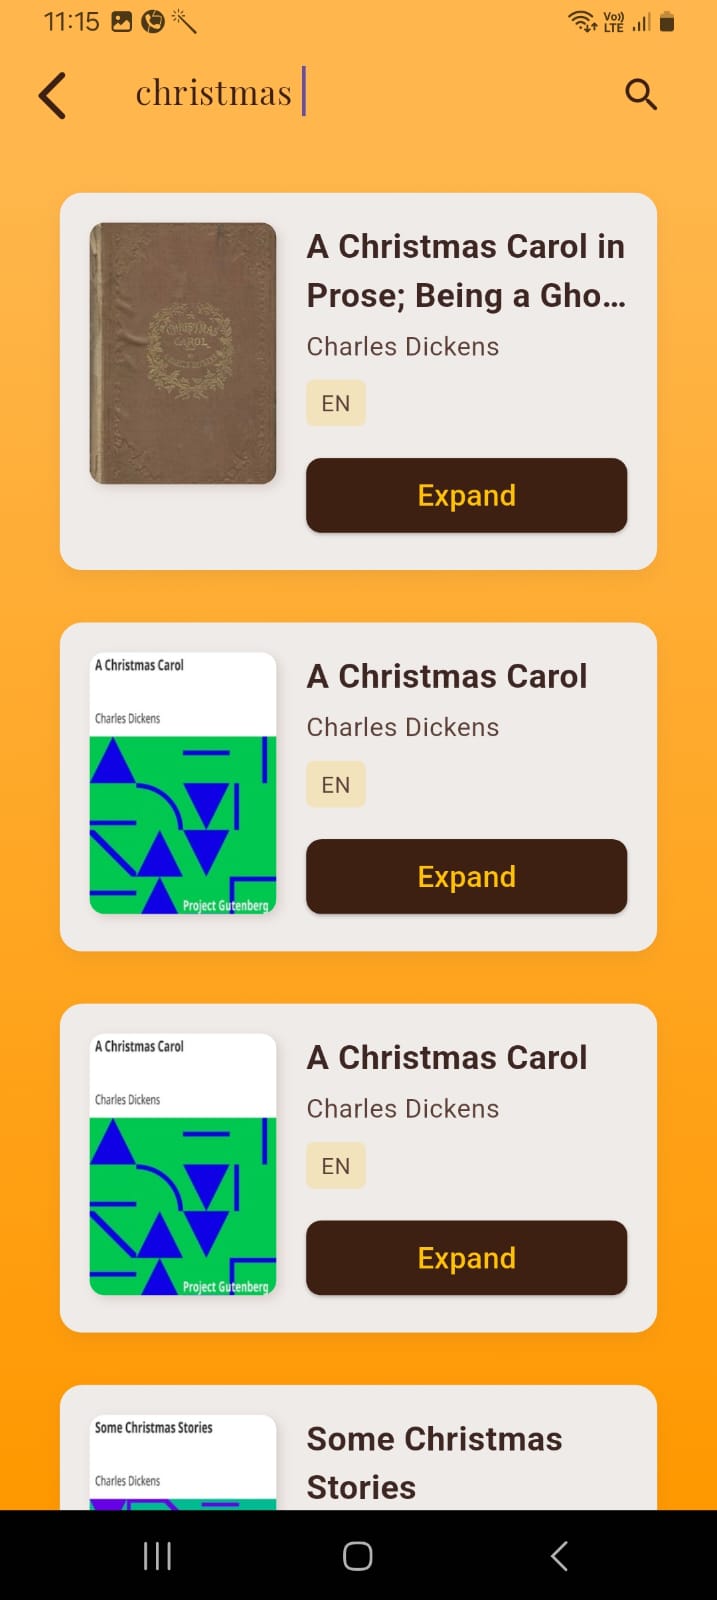 11:15
Vo))
LTE
christmas
A CHRISTMAS
CAROL
A Christmas Carol in
Prose; Being a Gho...
Charles Dickens
EN
Expand
A Christmas Carol
Charles Dickens
Project Gutenberg
A Christmas Carol
Charles Dickens
EN
Expand
A Christmas Carol
Charles Dickens
Project Gutenberg
A Christmas Carol
Charles Dickens
EN
Expand
Some Christmas Stories
Charles Dickens
Some Christmas
Stories